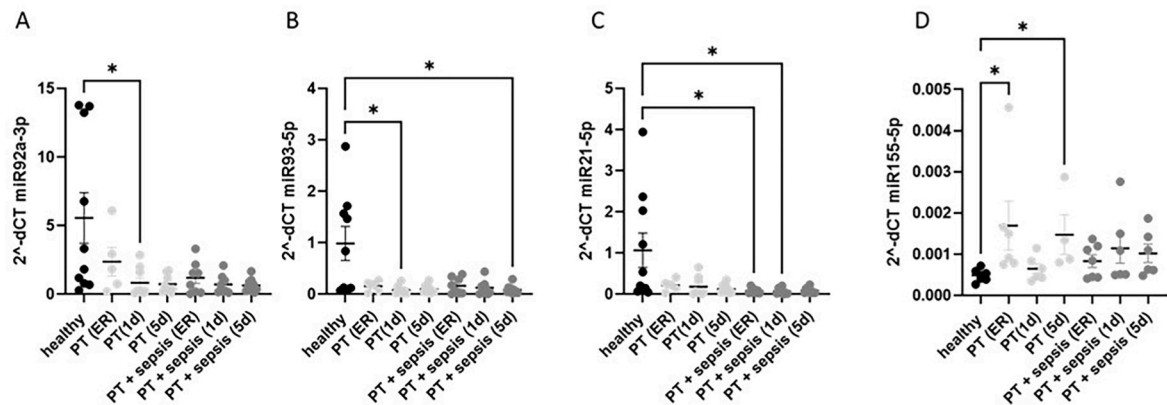 A
2^-dCT miR92a-3p
15
10
5
0
*
healthy
PT (ER)
PT(1d)
PT (5d)
PT + sepsis (ER)
PT + sepsis (1d)
PT + sepsis (5d)
B
2^-dCT miR93-5p
4
3
2
1
0
*
*
healthy
PT (ER)
PT(1d)
PT (5d)
PT + sepsis (ER)
PT + sepsis (1d)
PT + sepsis (5d)
C
2^-dCT miR21-5p
5
4
3
2
1
0
*
*
healthy
PT (ER)
PT(1d)
PT (5d)
PT + sepsis (ER)
PT + sepsis (1d)
PT + sepsis (5d)
D
2^-dCT miR155-5p
0.005
0.004
0.003
0.002
0.001
0.000
*
*
healthy
PT (ER)
PT(1d)
PT (5d)
PT + sepsis (ER)
PT + sepsis (1d)
PT + sepsis (5d)